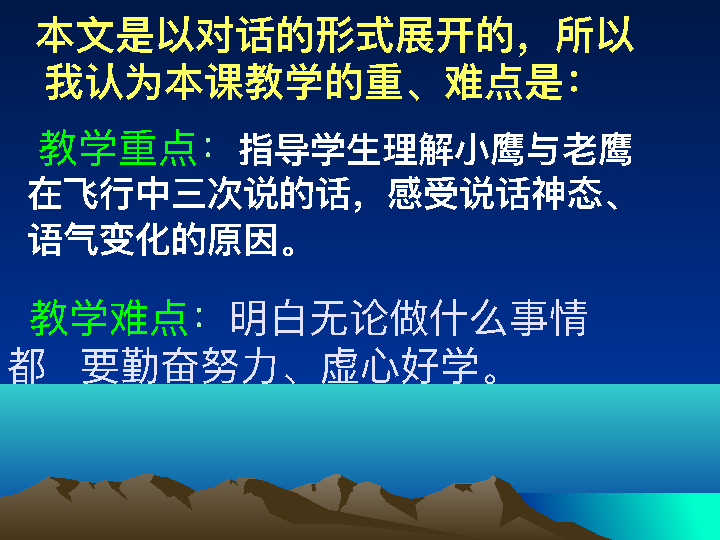 本文是以对话的形式展开的，所以
我认为本课教学的重、难点是：
教学重点：指导学生理解小鹰与老鹰
在飞行中三次说的话，感受说话神态、
语气变化的原因。
教学难点：明白无论做什么事情
都 要勤奋努力、虚心好学。